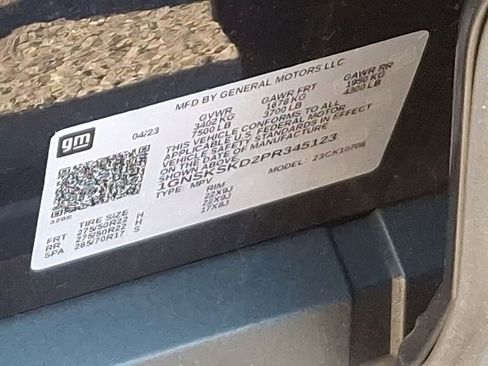 gm
04/23
MFD BY GENERAL MOTORS LLC
GVWR GAWR FRT GAWR RR
3402 KG 1678 KG 1950 KG
7500 LB 3700 LB 4300 LB
THIS VEHICLE CONFORMS TO ALL
APPLICABLE U.S. FEDERAL MOTOR
VEHICLE SAFETY STANDARDS IN EFFECT
ON THE DATE OF MANUFACTURE
SHOWN ABOVE.
1GNSKSKD2PR345123
TYPE: MPV MODEL: 23CK10706
TIRE SIZE RIM
FRT 275/50R22 H 22X9J
RR 275/50R22 H 22X9J
SPA 265/70R17 S 17X8J